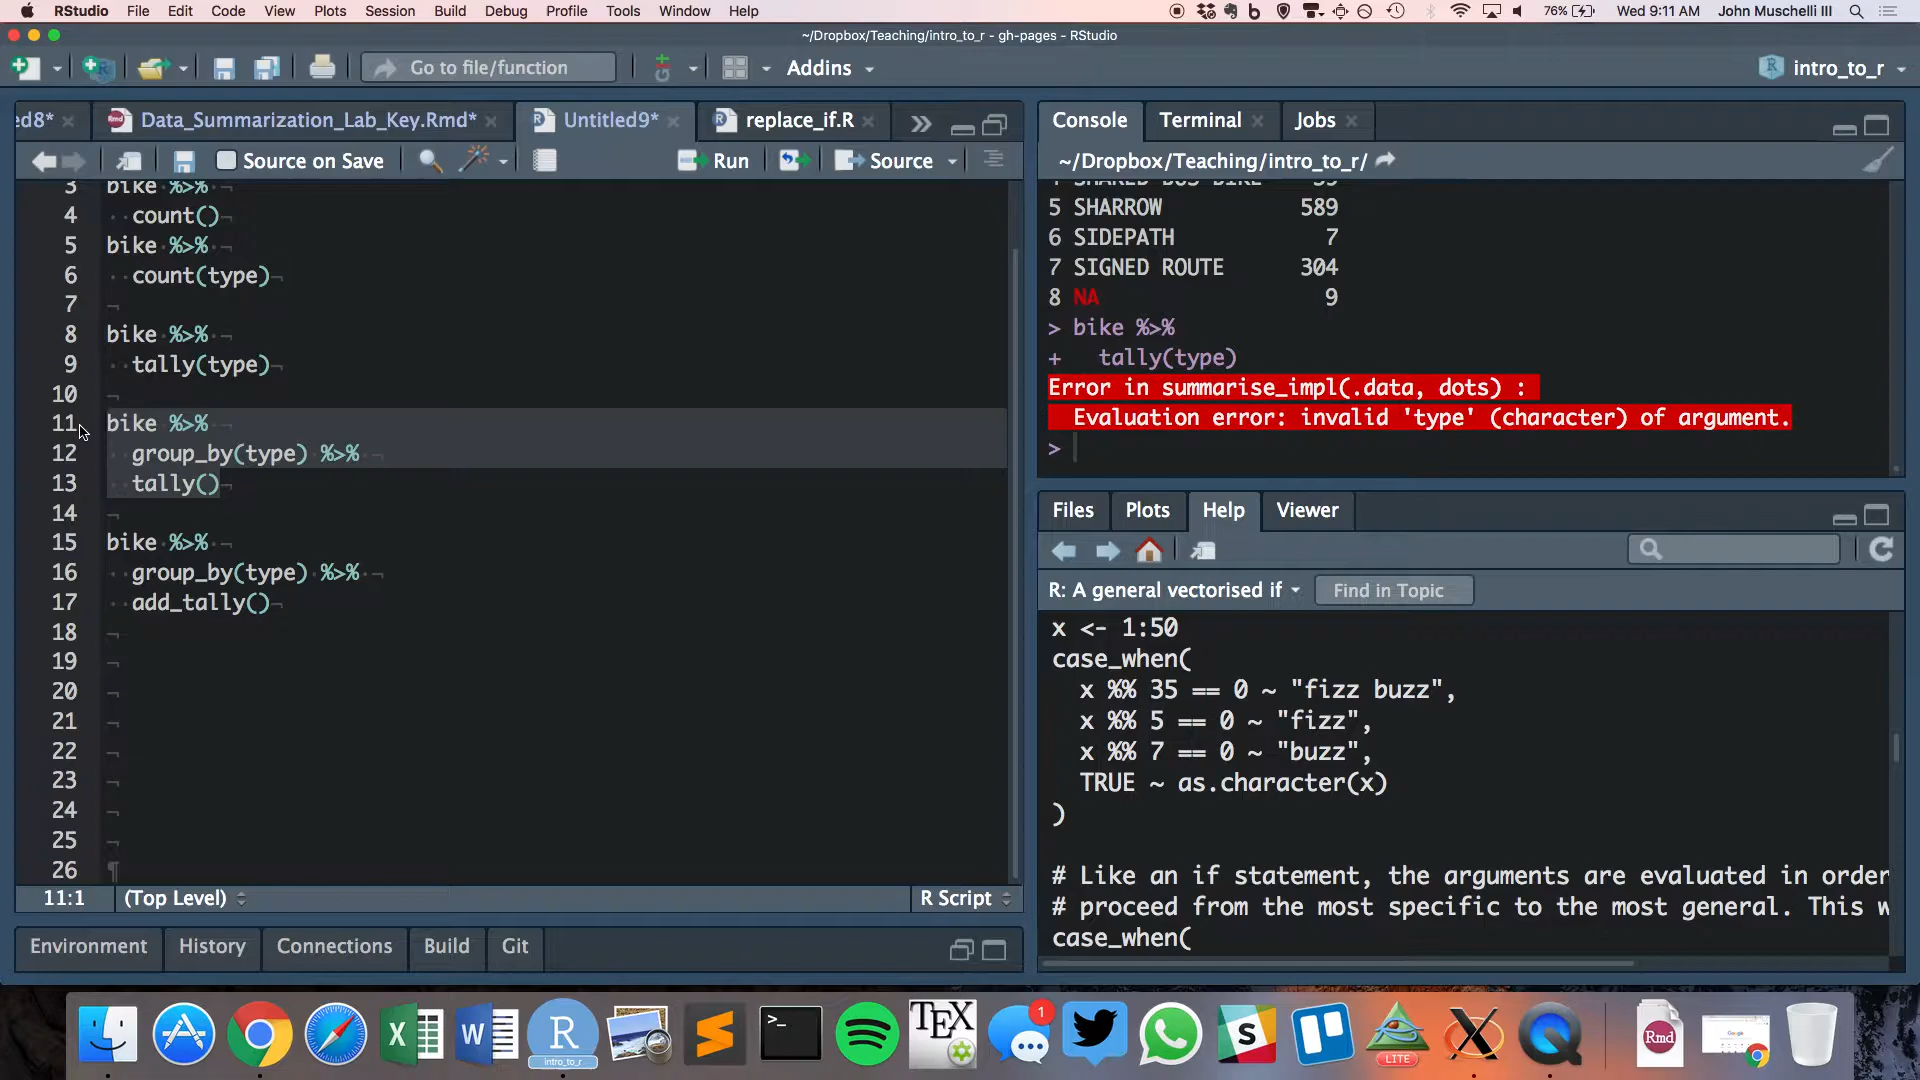 RStudio File Edit Code View Plots Session Build Debug Profile Tools Window Help 76% Wed 9:11 AM John Muschelli III
~/Dropbox/Teaching/intro_to_r - gh-pages - RStudio
Go to file/function Addins intro_to_r
ed8* Data_Summarization_Lab_Key.Rmd* Untitled9* replace_if.R
Source on Save Run Source
3 bike %>%
4 count()
5 bike %>%
6 count(type)
7
8 bike %>%
9 tally(type)
10
11 bike %>%
12 group_by(type) %>%
13 tally()
14
15 bike %>%
16 group_by(type) %>%
17 add_tally()
18
19
20
21
22
23
24
25
26
11:1 (Top Level) R Script
Environment History Connections Build Git
Console Terminal Jobs
~/Dropbox/Teaching/intro_to_r/
5 SHARROW 589
6 SIDEPATH 7
7 SIGNED ROUTE 304
8 NA 9
> bike %>%
+ tally(type)
Error in summarise_impl(.data, dots) :
Evaluation error: invalid 'type' (character) of argument.
>
Files Plots Help Viewer
R: A general vectorised if Find in Topic
x <- 1:50
case_when(
x %% 35 == 0 ~ "fizz buzz",
x %% 5 == 0 ~ "fizz",
x %% 7 == 0 ~ "buzz",
TRUE ~ as.character(x)
)
# Like an if statement, the arguments are evaluated in order
# proceed from the most specific to the most general. This w
case_when(
intro_to_r
TEX
1
LITE
Rmd